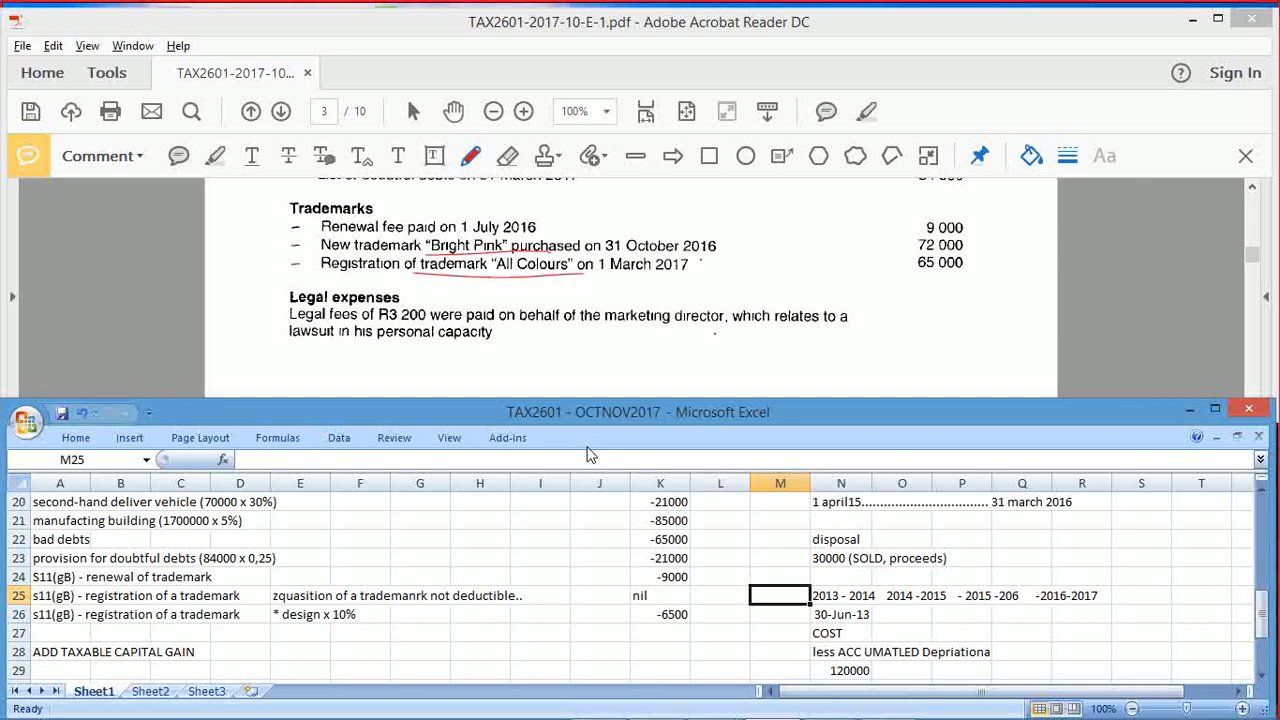 TAX2601-2017-10-E-1.pdf - Adobe Acrobat Reader DC
File Edit View Window Help
Home Tools TAX2601-2017-10... × Sign In
3 / 10 100%
Comment Aa
Trademarks
– Renewal fee paid on 1 July 2016 9 000
– New trademark "Bright Pink" purchased on 31 October 2016 72 000
– Registration of trademark "All Colours" on 1 March 2017 65 000
Legal expenses
Legal fees of R3 200 were paid on behalf of the marketing director, which relates to a
lawsuit in his personal capacity
TAX2601 - OCTNOV2017 - Microsoft Excel
Home Insert Page Layout Formulas Data Review View Add-Ins
M25 fx
A B C D E F G H I J K L M N O P Q R S T
20 second-hand deliver vehicle (70000 x 30%) -21000 1 april15.................................. 31 march 2016
21 manufacting building (1700000 x 5%) -85000
22 bad debts -65000 disposal
23 provision for doubtful debts (84000 x 0,25) -21000 30000 (SOLD, proceeds)
24 S11(gB) - renewal of trademark -9000
25 s11(gB) - registration of a trademark zquasition of a trademanrk not deductible.. nil 2013 - 2014 2014 -2015 - 2015 -206 -2016-2017
26 s11(gB) - registration of a trademark * design x 10% -6500 30-Jun-13
27 COST
28 ADD TAXABLE CAPITAL GAIN less ACC UMATLED Depriationa
29 120000
Sheet1 Sheet2 Sheet3
Ready 100%